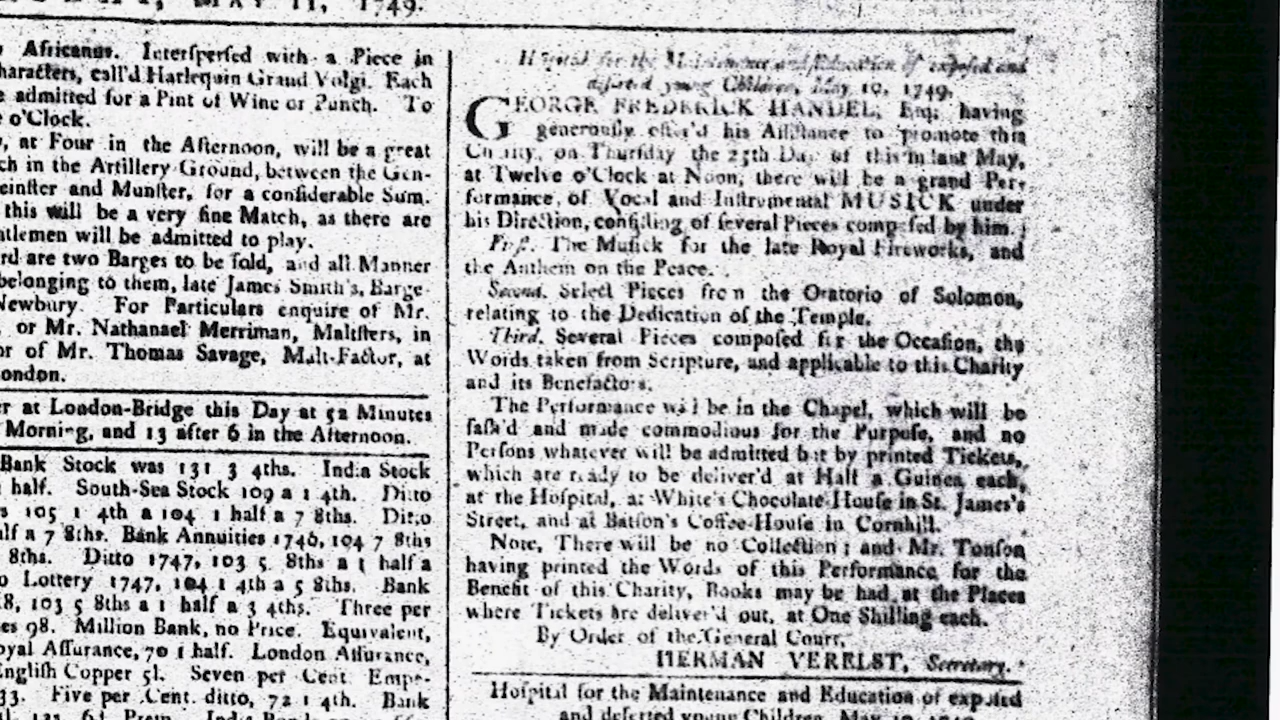 MAY 11, 1749.
Africanus. Interſperſed with a Piece in
haracters, call'd Harlequin Grand Volgi. Each
e admitted for a Pint of Wine or Punch. To
o'Clock.
, at Four in the Afternoon, will be a great
ch in the Artillery-Ground, between the Gen-
einſter and Munſter, for a conſiderable Sum.
this will be a very fine Match, as there are
ntlemen will be admitted to play.
rd are two Barges to be ſold, and all Manner
belonging to them, late James Smith's, Barge-
Newbury. For Particulars enquire of Mr.
, or Mr. Nathanael Merriman, Maltſters, in
or of Mr. Thomas Savage, Malt-Factor, at
ondon.
er at London-Bridge this Day at 52 Minutes
Morning, and 13 after 6 in the Afternoon.
Bank Stock was 131 3 4ths. India Stock
half. South-Sea Stock 109 a 1 4th. Ditto
s 105 1 4th a 104 1 half a 7 8ths. Ditto
alf a 7 8ths. Bank Annuities 1746, 104 7 8ths
8ths. Ditto 1747, 103 5 8ths a 1 half a
o Lottery 1747, 104 1 4th a 5 8ths. Bank
8, 103 5 8ths a 1 half a 3 4ths. Three per
es 98. Million Bank, no Price. Equivalent,
oyal Aſſurance, 70 1 half. London Aſſurance,
Engliſh Copper 5l. Seven per Cent. Empe-
33. Five per Cent. ditto, 72 1 4th. Bank
Hoſpital for the Maintenance and Education of expoſed and
deſerted young Children, May 10, 1749.
GEORGE FREDERICK HANDEL, Eſq; having
generouſly offer'd his Aſſiſtance to promote this
Charity, on Thurſday the 25th Day of this inſtant May,
at Twelve o'Clock at Noon, there will be a grand Per-
formance of Vocal and Inſtrumental MUSICK under
his Direction, conſiſting of ſeveral Pieces compoſed by him.
Firſt. The Muſick for the late Royal Fireworks, and
the Anthem on the Peace.
Second. Select Pieces from the Oratorio of Solomon,
relating to the Dedication of the Temple.
Third. Several Pieces compoſed for the Occaſion, the
Words taken from Scripture, and applicable to this Charity
and its Benefactors.
The Performance will be in the Chapel, which will be
ſaſh'd and made commodious for the Purpoſe, and no
Perſons whatever will be admitted but by printed Tickets,
which are ready to be deliver'd at Half a Guinea each,
at the Hoſpital, at White's Chocolate-Houſe in St. James's
Street, and at Batſon's Coffee-Houſe in Cornhill.
Note, There will be no Collection; and Mr. Tonſon
having printed the Words of this Performance for the
Benefit of this Charity, Books may be had at the Places
where Tickets are deliver'd out, at One Shilling each.
By Order of the General Court,
HERMAN VERELST, Secretary.
Hoſpital for the Maintenance and Education of expoſed
and deſerted young Children, May 10, 1749.